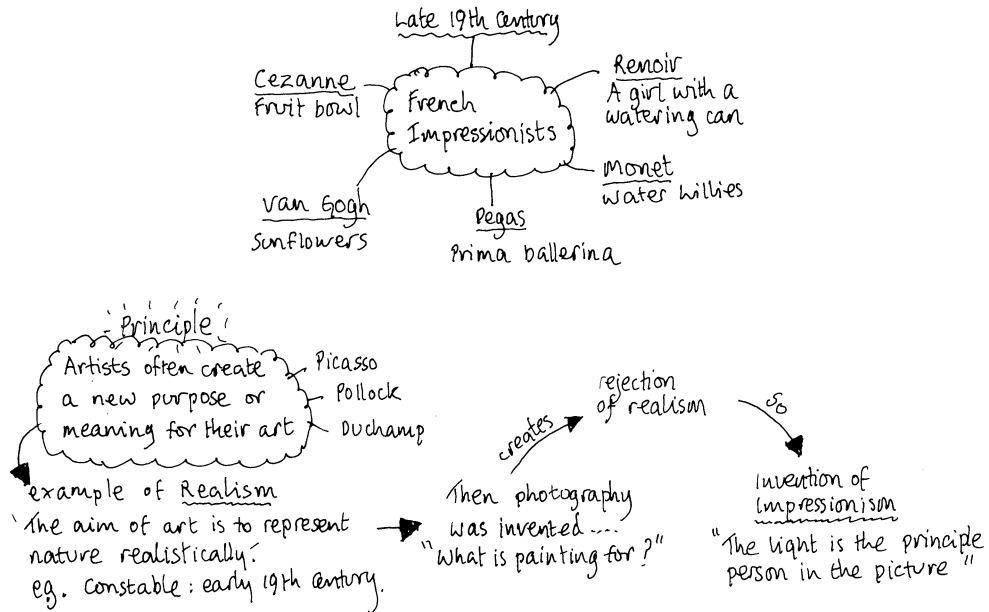 Late 19th Century
French
Impressionists
Cezanne
Fruit bowl
Renoir
A girl with a
watering can
Monet
Water lillies
Van Gogh
Sunflowers
Degas
Prima ballerina
Principle
Artists often create
a new purpose or
meaning for their art
Picasso
Pollock
Duchamp
example of Realism
'The aim of art is to represent
nature realistically'.
eg. Constable : early 19th Century.
Then photography
was invented....
"What is painting for?"
creates
rejection
of realism
so
Invention of
Impressionism
"The light is the principle
person in the picture"